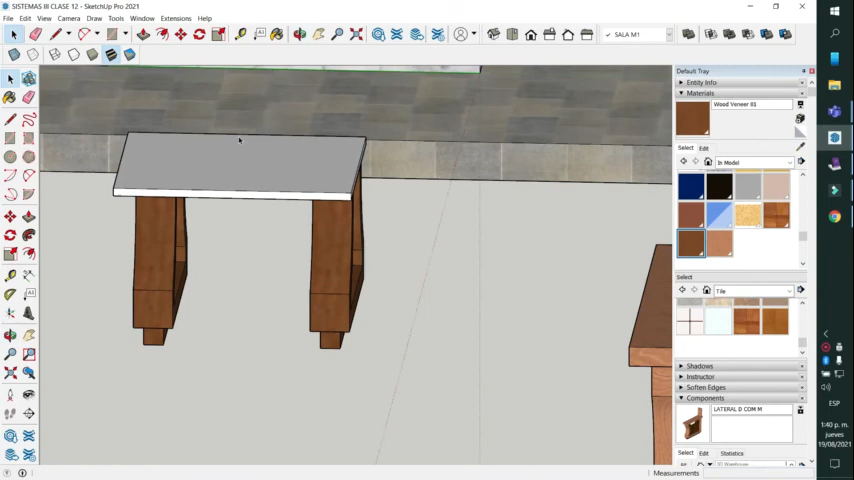 SISTEMAS III CLASE 12 - SketchUp Pro 2021
File Edit View Camera Draw Tools Window Extensions Help
SALA M1
Default Tray
Entity Info
Materials
Wood Veneer 01
Select Edit
In Model
Select
Tile
Shadows
Instructor
Soften Edges
Components
LATERAL D COM M
Select Edit Statistics
Measurements
ESP
1:40 p. m.
jueves
19/08/2021